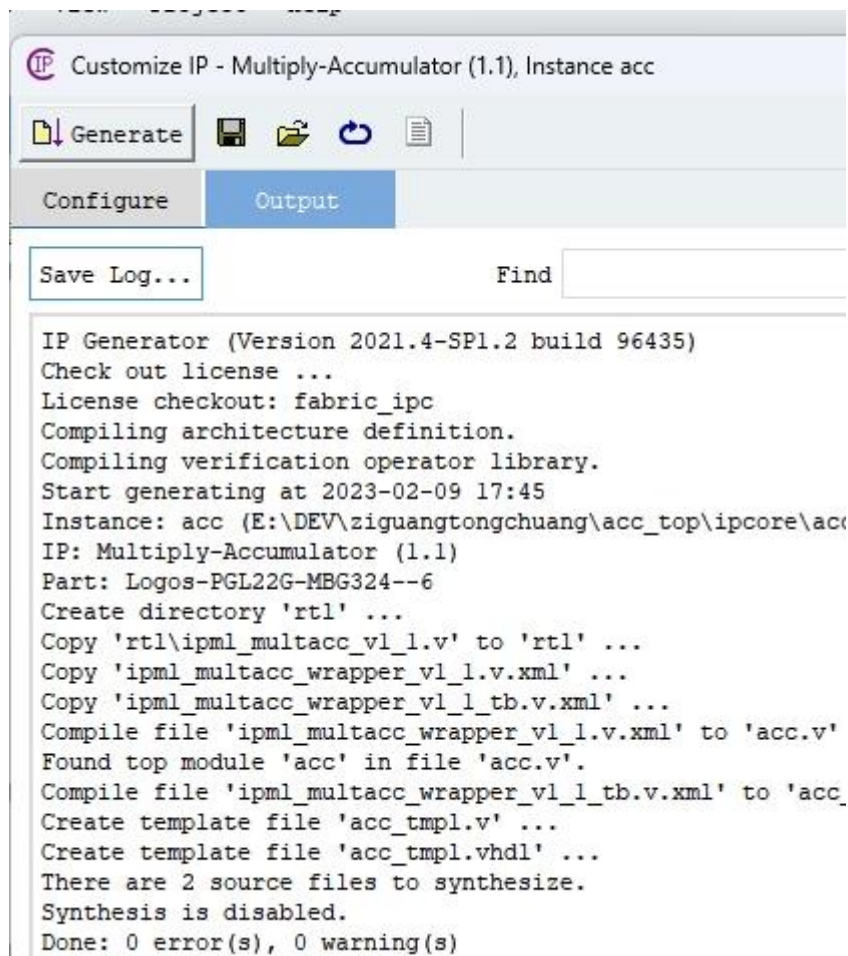 Customize IP - Multiply-Accumulator (1.1), Instance acc
Generate
Configure Output
Save Log... Find
IP Generator (Version 2021.4-SP1.2 build 96435)
Check out license ...
License checkout: fabric_ipc
Compiling architecture definition.
Compiling verification operator library.
Start generating at 2023-02-09 17:45
Instance: acc (E:\DEV\ziguangtongchuang\acc_top\ipcore\acc
IP: Multiply-Accumulator (1.1)
Part: Logos-PGL22G-MBG324--6
Create directory 'rtl' ...
Copy 'rtl\ipml_multacc_v1_1.v' to 'rtl' ...
Copy 'ipml_multacc_wrapper_v1_1.v.xml' ...
Copy 'ipml_multacc_wrapper_v1_1_tb.v.xml' ...
Compile file 'ipml_multacc_wrapper_v1_1.v.xml' to 'acc.v'
Found top module 'acc' in file 'acc.v'.
Compile file 'ipml_multacc_wrapper_v1_1_tb.v.xml' to 'acc_
Create template file 'acc_tmpl.v' ...
Create template file 'acc_tmpl.vhdl' ...
There are 2 source files to synthesize.
Synthesis is disabled.
Done: 0 error(s), 0 warning(s)